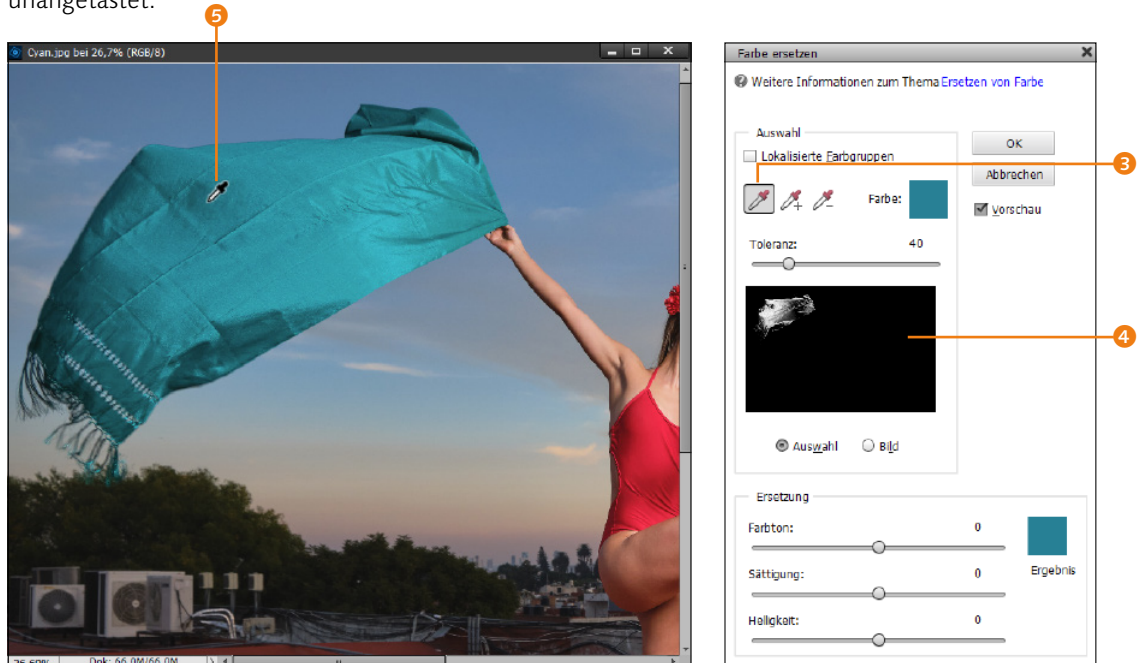 unangetastet.
5
Cyan.jpg bei 26,7% (RGB/8)
Farbe ersetzen
Weitere Informationen zum Thema Ersetzen von Farbe
Auswahl
Lokalisierte Farbgruppen
OK
3
Abbrechen
Farbe:
Vorschau
Toleranz: 40
4
Auswahl Bild
Ersetzung
Farbton: 0
Sättigung: 0 Ergebnis
Helligkeit: 0
Dok: 66,0M/66,0M